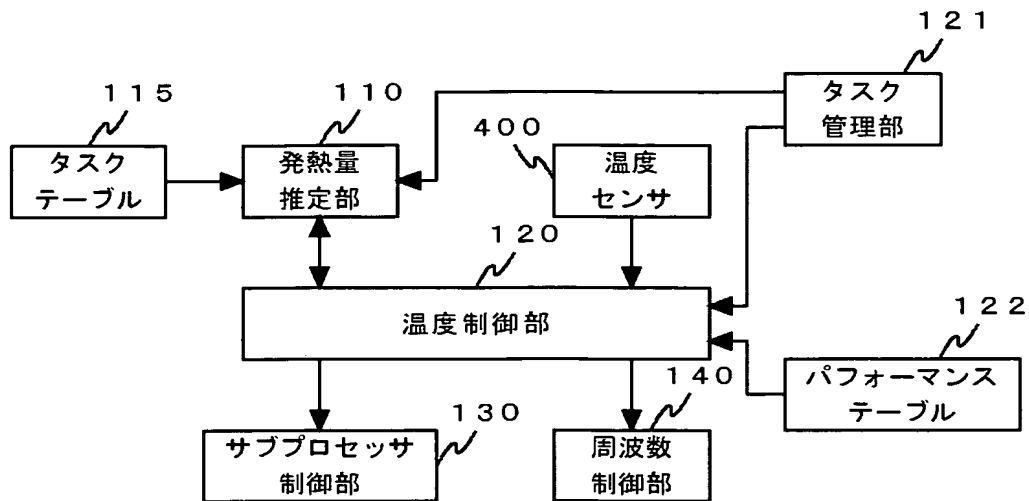 121
115
110
タスク
管理部
400
タスク
テーブル
発熱量
推定部
温度
センサ
120
温度制御部
122
140
パフォーマンス
テーブル
130
サブプロセッサ
制御部
周波数
制御部